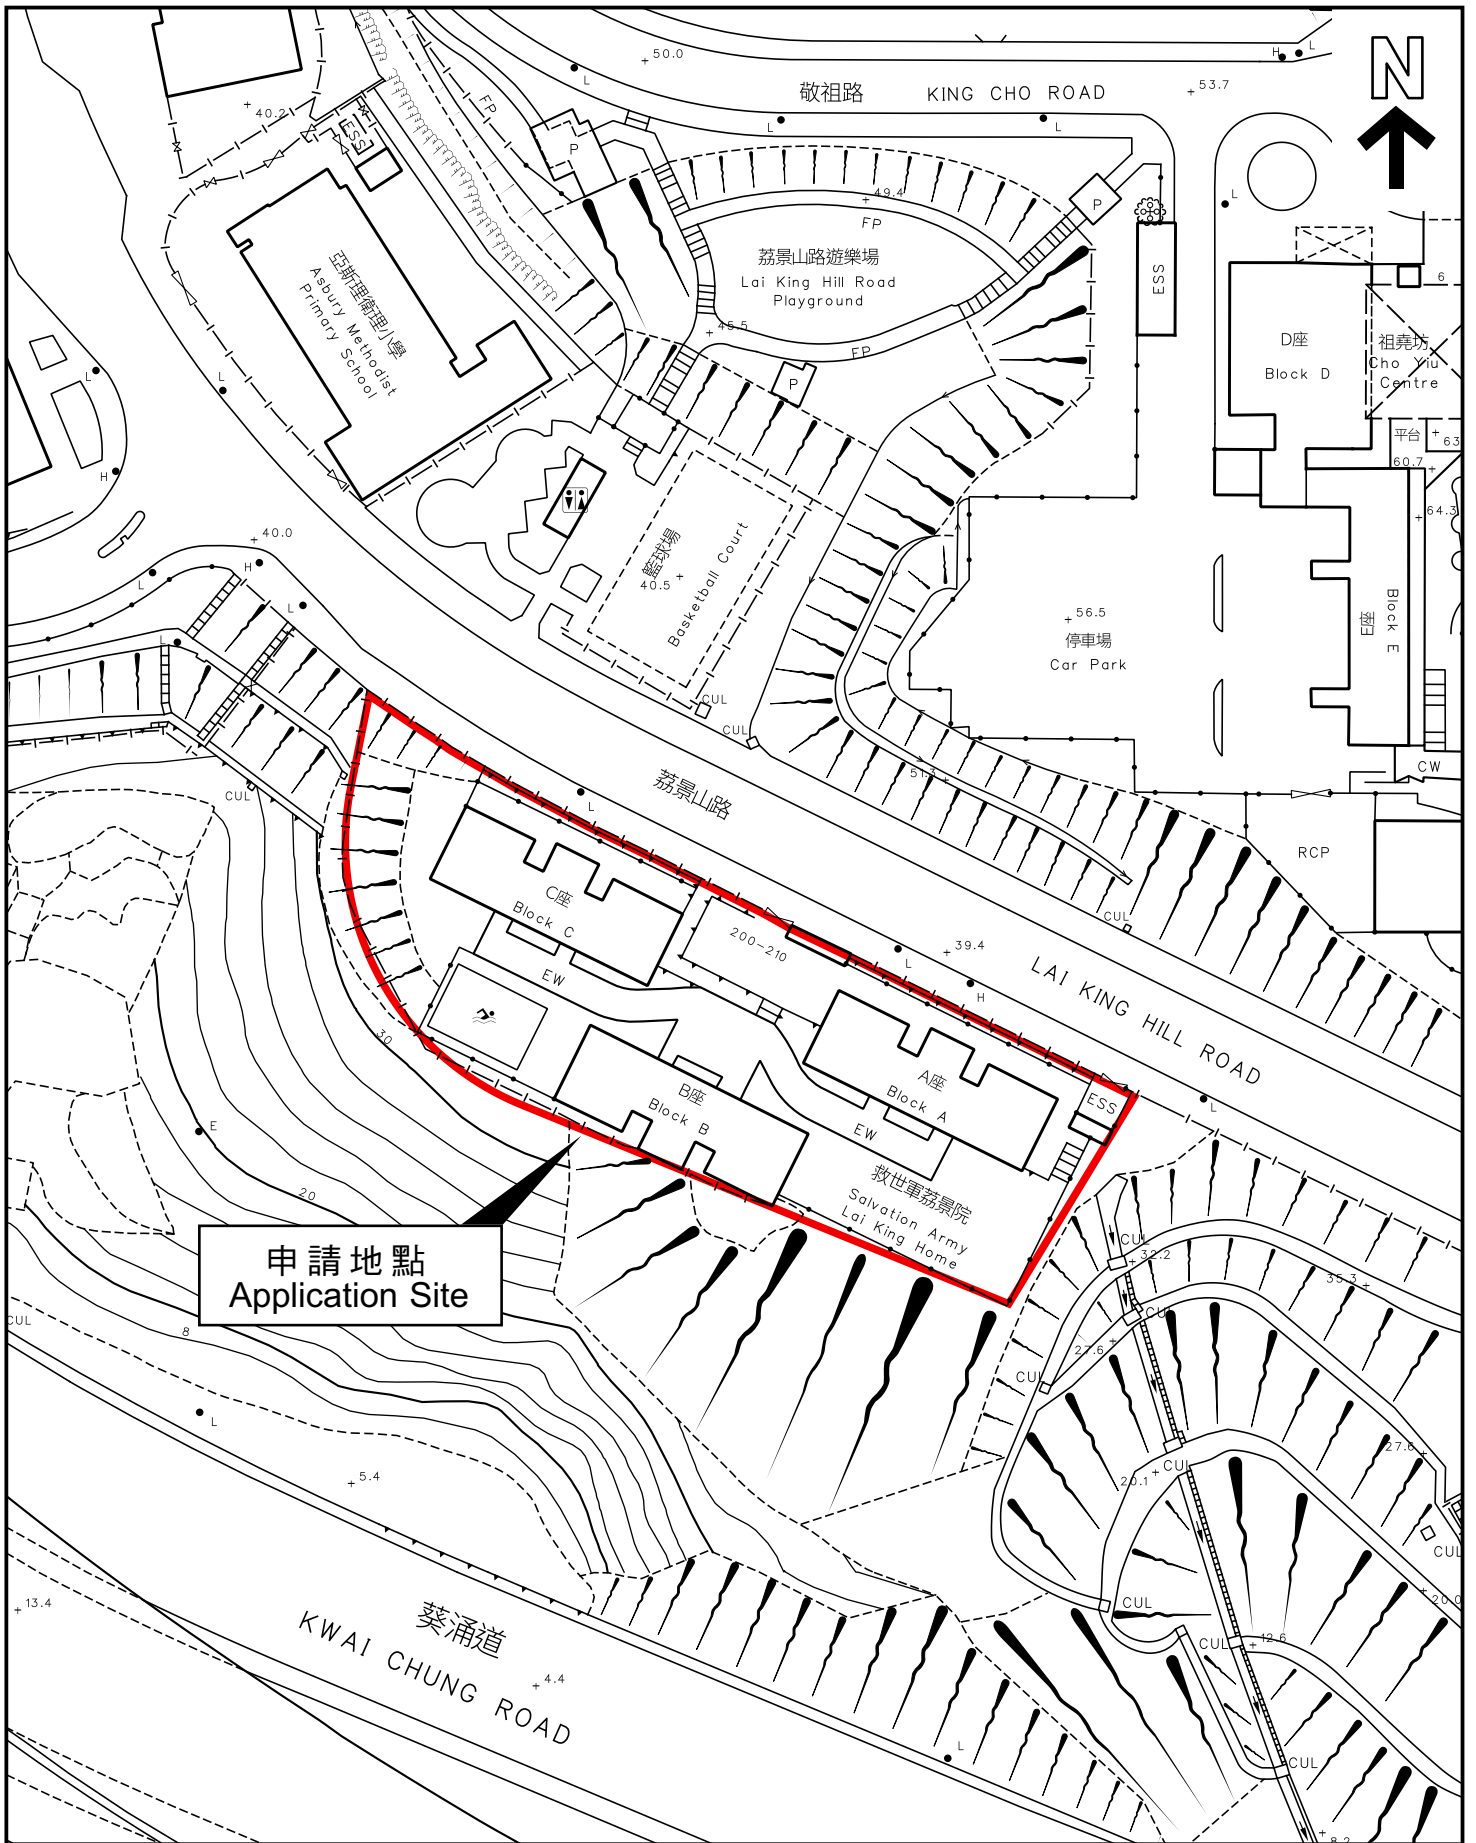 N
50.0
敬祖路 KING CHO ROAD
53.7
H
L
L
L
L
L
40.2
ESS
FP
P
P
49.4
FP
荔景山路遊樂場
Lai King Hill Road
Playground
45.5
FP
P
ESS
亞斯理衞理小學
Asbury Methodist
Primary School
L
L
H
D座
Block D
祖堯坊
Cho Yiu
Centre
6
平台
63
60.7
64.3
E座
Block E
籃球場
Basketball Court
40.5
56.5
停車場
Car Park
40.0
H
L
L
L
CUL
CUL
51.3
CW
RCP
CUL
荔景山路
LAI KING HILL ROAD
L
CUL
C座
Block C
200-210
39.4
L
H
EW
30
A座
Block A
B座
Block B
EW
ESS
L
E
救世軍荔景院
Salvation Army
Lai King Home
20
申請地點
Application Site
8
CUL
CUL
32.2
35.3
CUL
27.6
CUL
L
5.4
27.6
CUL
20.1
CUL
13.4
葵涌道
KWAI CHUNG ROAD
4.4
CUL
20.0
CUL
12.6
L
CUL
8.2